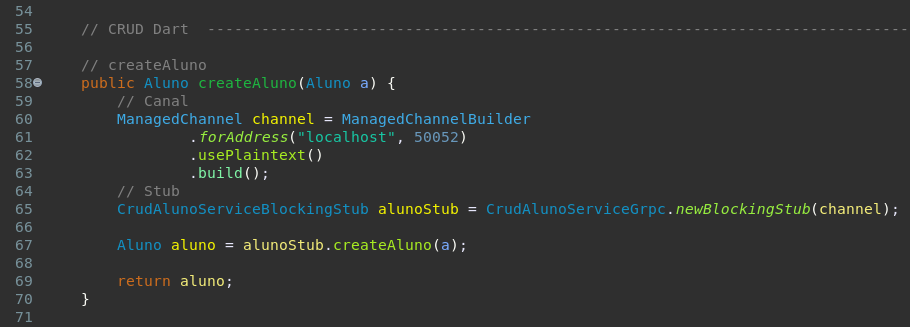 54
55 // CRUD Dart ------------------------------------------------------------------------------
56
57 // createAluno
58 public Aluno createAluno(Aluno a) {
59 // Canal
60 ManagedChannel channel = ManagedChannelBuilder
61 .forAddress("localhost", 50052)
62 .usePlaintext()
63 .build();
64 // Stub
65 CrudAlunoServiceBlockingStub alunoStub = CrudAlunoServiceGrpc.newBlockingStub(channel);
66
67 Aluno aluno = alunoStub.createAluno(a);
68
69 return aluno;
70 }
71